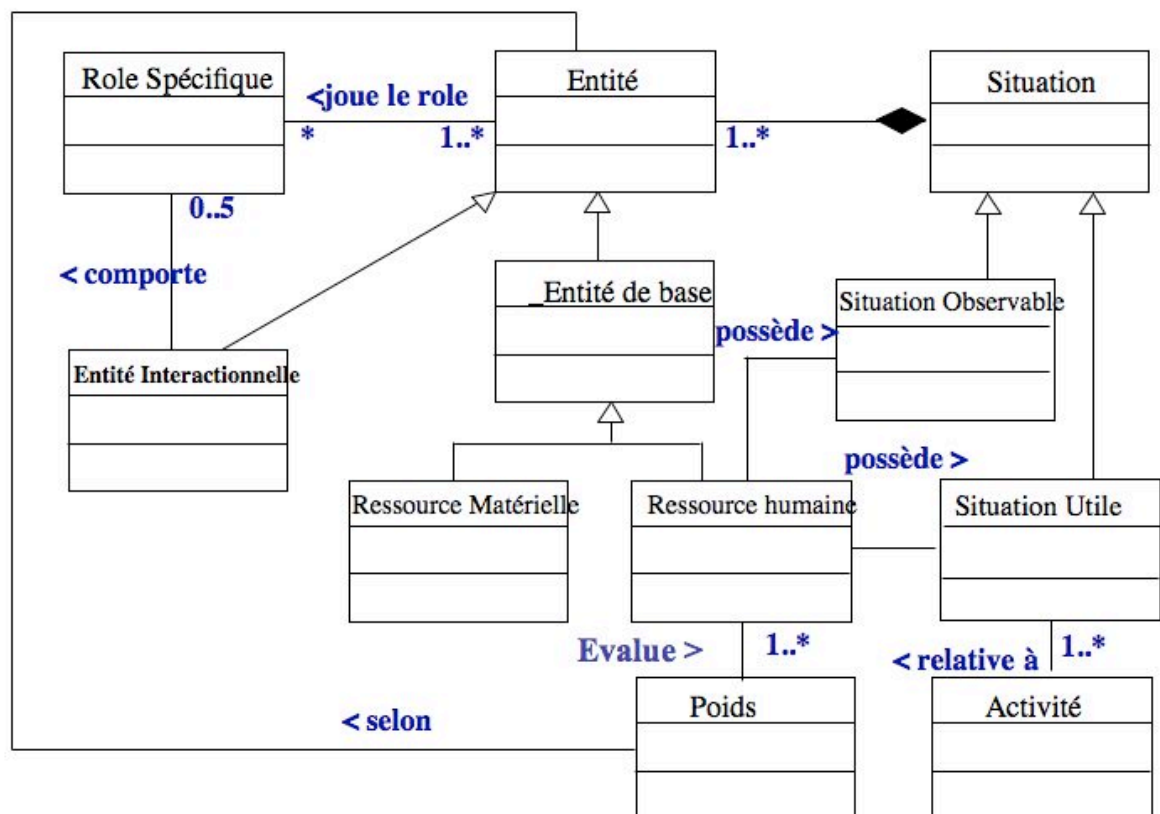 Role Spécifique
<joue le role
Entité
Situation
*
1..*
1..*
0..5
< comporte
_Entité de base
possède >
Situation Observable
Entité Interactionnelle
possède >
Ressource Matérielle
Ressource humaine
Situation Utile
Evalue >
1..*
< relative à
1..*
< selon
Poids
Activité